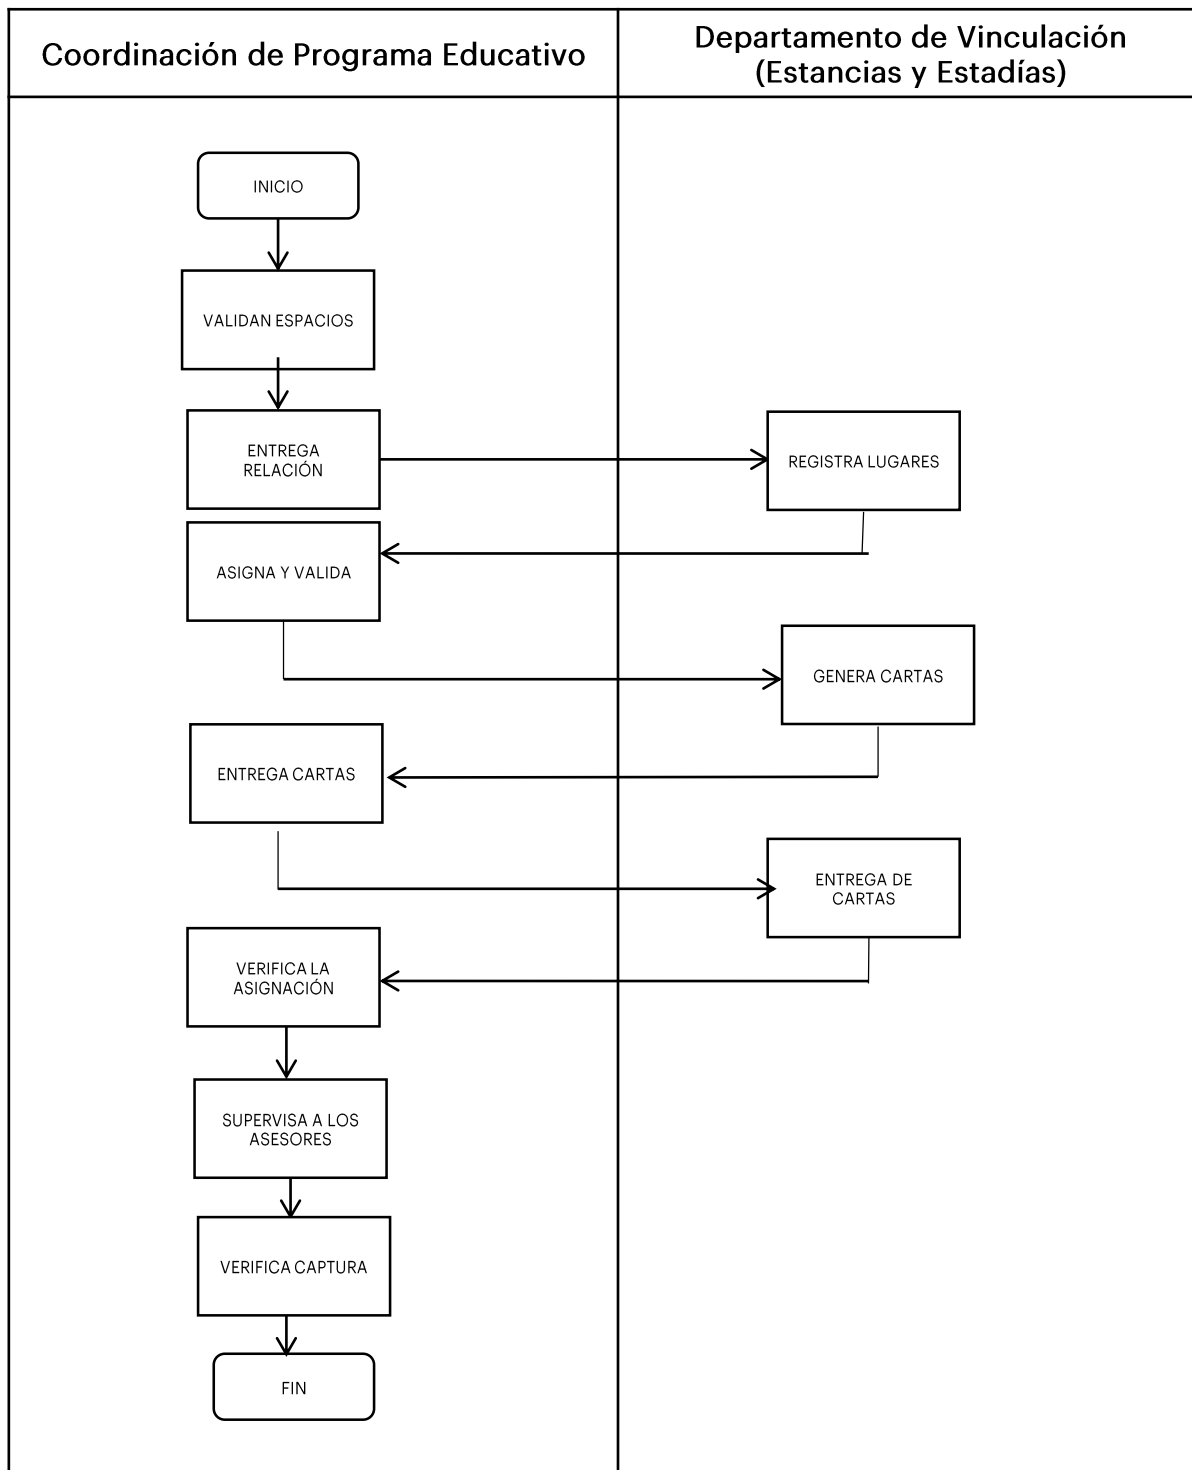 Coordinación de Programa Educativo
Departamento de Vinculación
(Estancias y Estadías)
INICIO
VALIDAN ESPACIOS
ENTREGA
RELACIÓN
REGISTRA LUGARES
ASIGNA Y VALIDA
GENERA CARTAS
ENTREGA CARTAS
ENTREGA DE
CARTAS
VERIFICA LA
ASIGNACIÓN
SUPERVISA A LOS
ASESORES
VERIFICA CAPTURA
FIN